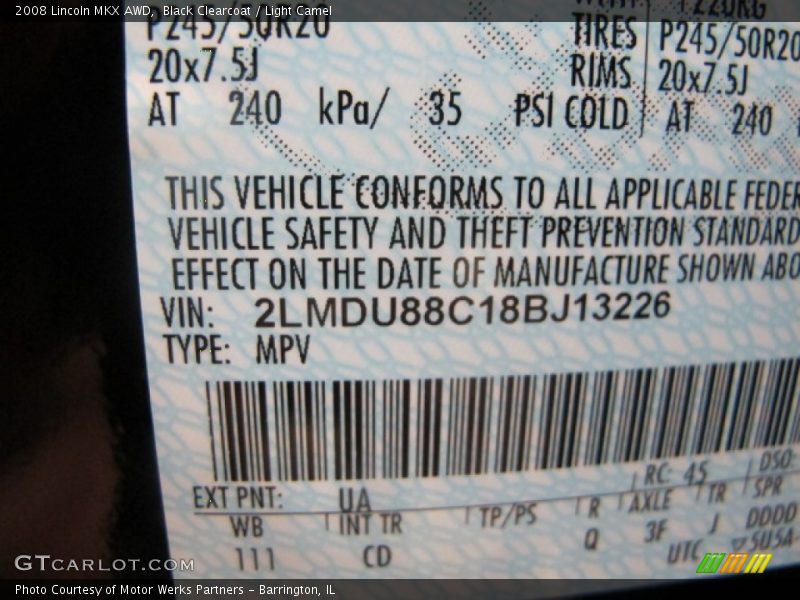 2008 Lincoln MKX AWD, Black Clearcoat / Light Camel
1220KG
P245/50R20 TIRES P245/50R20
20x7.5J RIMS 20x7.5J
AT 240 kPa/ 35 PSI COLD AT 240
THIS VEHICLE CONFORMS TO ALL APPLICABLE FEDER
VEHICLE SAFETY AND THEFT PREVENTION STANDARD
EFFECT ON THE DATE OF MANUFACTURE SHOWN ABO
VIN: 2LMDU88C18BJ13226
TYPE: MPV
EXT PNT: UA RC: 45 DSO:
WB INT TR TP/PS R AXLE TR SPR
111 CD Q 3F J DDDD
UTC
GTCARLOT.COM
Photo Courtesy of Motor Werks Partners - Barrington, IL